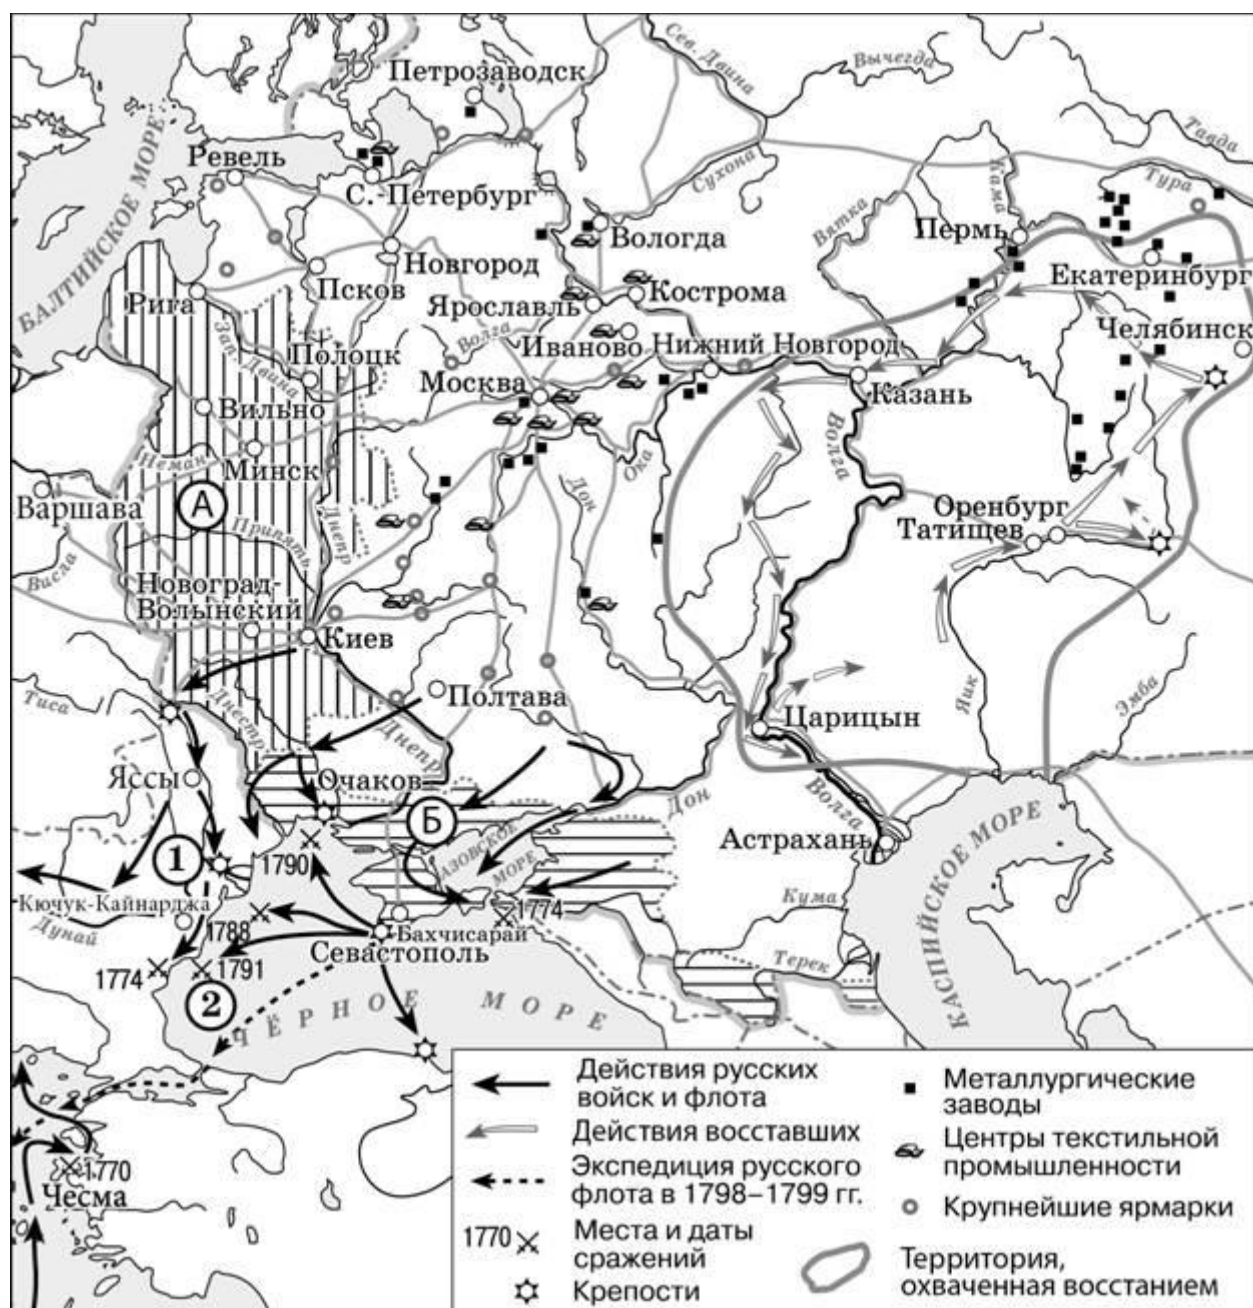 Петрозаводск
Сев. Двина
Вычегда
Тавда
БАЛТИЙСКОЕ МОРЕ
Ревель
С.-Петербург
Сухона
Кама
Тура
Вятка
Пермь
Вологда
Новгород
Екатеринбург
Псков
Рига
Ярославль
Кострома
Зап. Двина
Волга
Иваново
Нижний Новгород
Челябинск
Полоцк
Москва
Казань
Вильно
Волга
Неман
Минск
Ока
Дон
Варшава
А
Припять
Днепр
Оренбург
Татищев
Висла
Новоград-
Волынский
Киев
Полтава
Тиса
Днестр
Днепр
Царицын
Яик
Эмба
Яссы
Очаков
Дон
Волга
Б
АЗОВСКОЕ
МОРЕ
Астрахань
1
1790
КАСПИЙСКОЕ МОРЕ
Кючук-Кайнарджа
Дунай
1788
1774
Кума
Бахчисарай
Севастополь
1774
1791
Терек
2
ЧЁРНОЕ МОРЕ
1770
Чесма
Действия русских
войск и флота
Действия восставших
Экспедиция русского
флота в 1798–1799 гг.
1770
Места и даты
сражений
Крепости
Металлургические
заводы
Центры текстильной
промышленности
Крупнейшие ярмарки
Территория,
охваченная восстанием